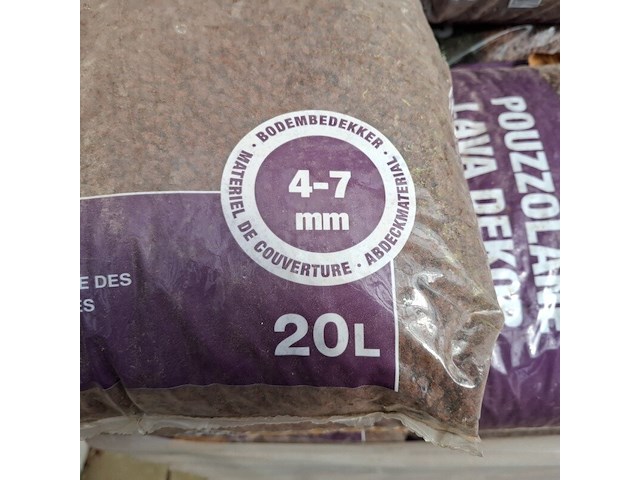 BODEMBEDEKKER · ABDECKMATERIAL · MATERIEL DE COUVERTURE ·
4-7
mm
E DES
ES
20L
POUZZOLANE
LAVA DEKOR